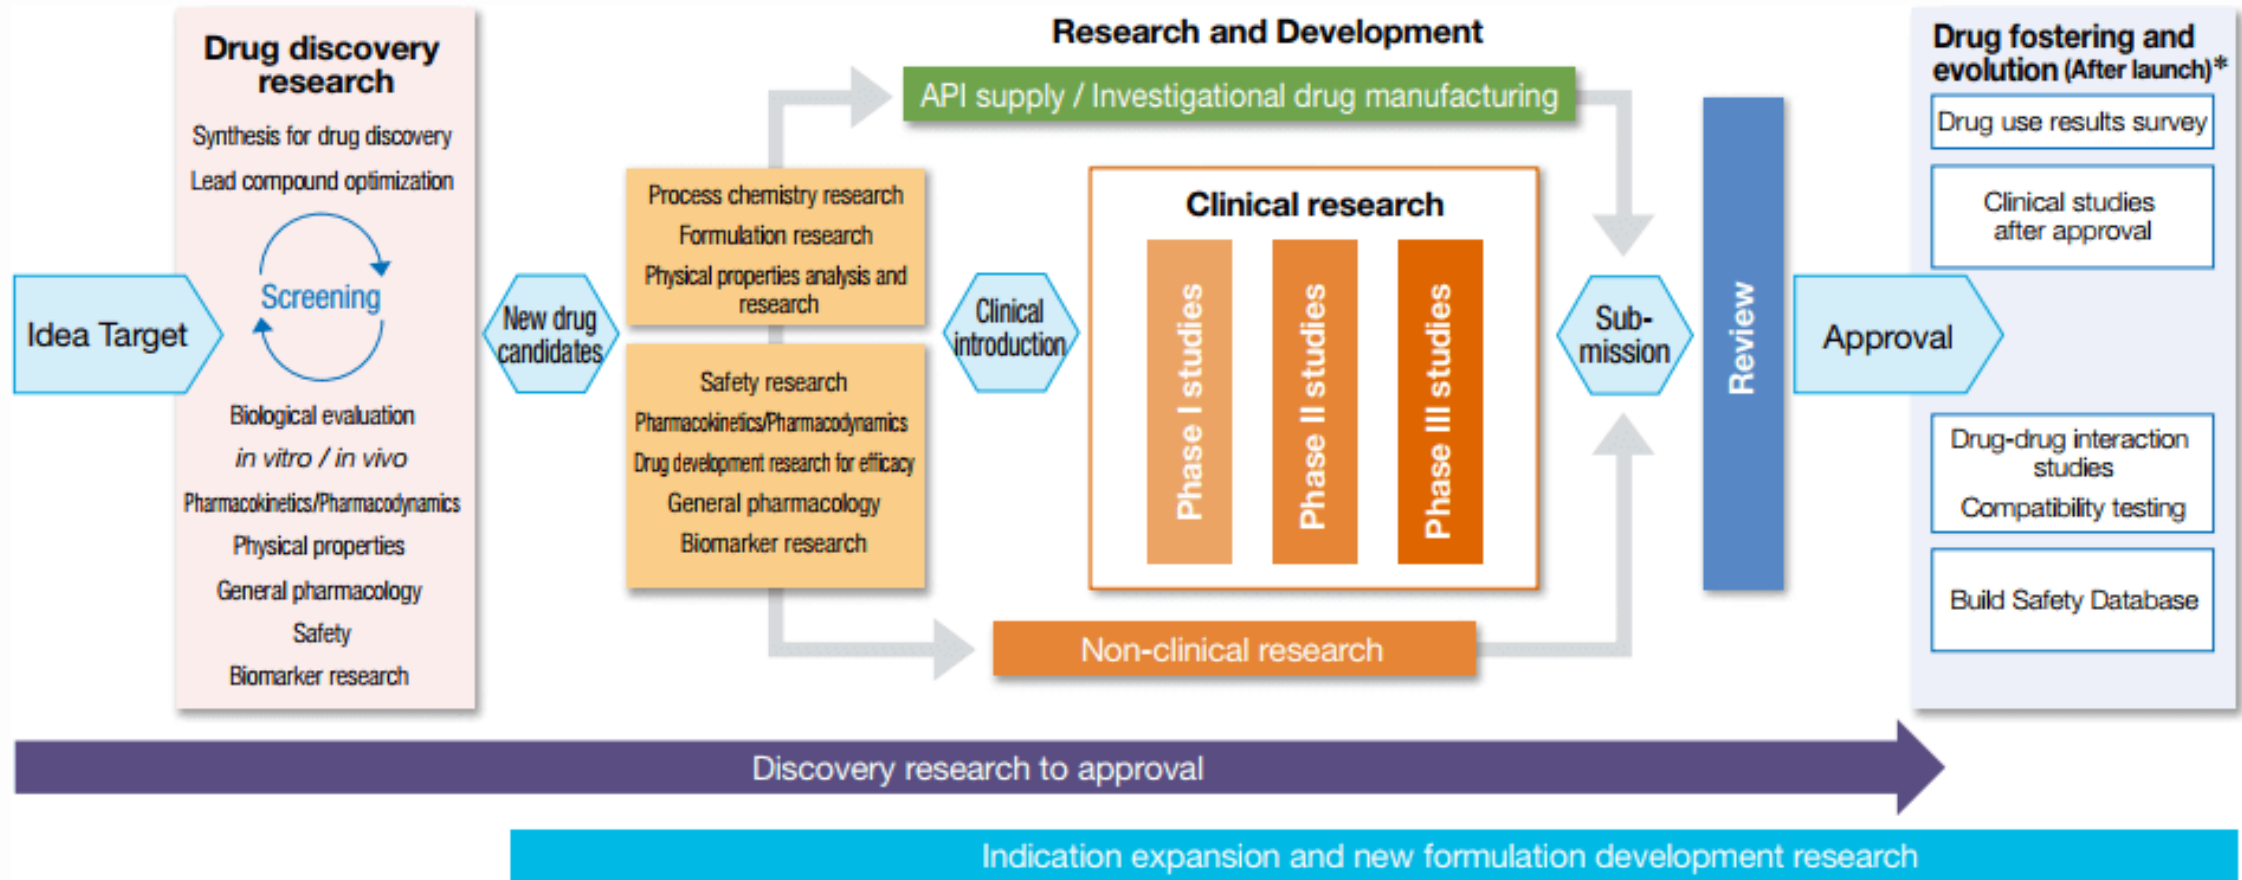 Drug discovery
research
Synthesis for drug discovery
Lead compound optimization
Screening
Idea Target
Biological evaluation
in vitro / in vivo
Pharmacokinetics/Pharmacodynamics
Physical properties
General pharmacology
Safety
Biomarker research
New drug
candidates
Research and Development
API supply / Investigational drug manufacturing
Process chemistry research
Formulation research
Physical properties analysis and
research
Safety research
Pharmacokinetics/Pharmacodynamics
Drug development research for efficacy
General pharmacology
Biomarker research
Clinical
introduction
Clinical research
Phase I studies
Phase II studies
Phase III studies
Non-clinical research
Sub-
mission
Review
Approval
Drug fostering and
evolution (After launch)*
Drug use results survey
Clinical studies
after approval
Drug-drug interaction
studies
Compatibility testing
Build Safety Database
Discovery research to approval
Indication expansion and new formulation development research